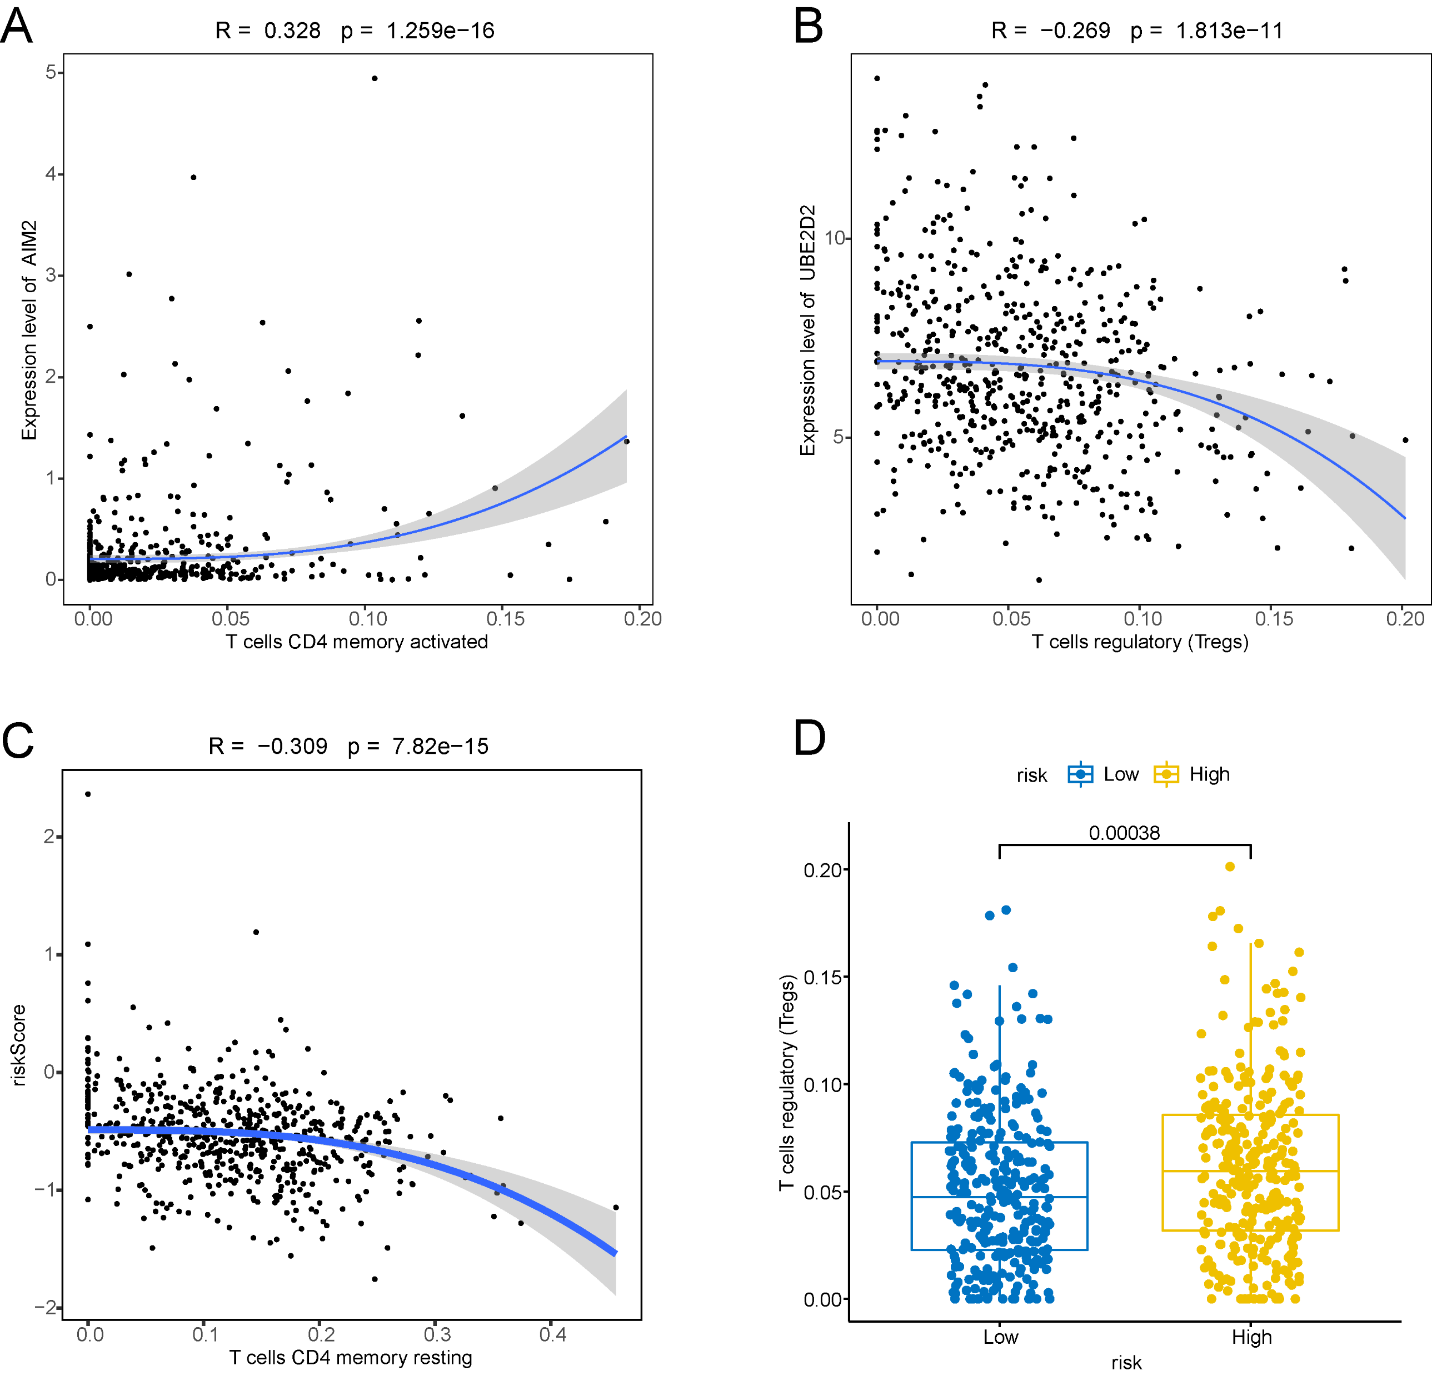 A
R = 0.328 p = 1.259e−16
Expression level of AIM2
5
4
3
2
1
0
0.00 0.05 0.10 0.15 0.20
T cells CD4 memory activated
B
R = −0.269 p = 1.813e−11
Expression level of UBE2D2
10
5
0.00 0.05 0.10 0.15 0.20
T cells regulatory (Tregs)
C
R = −0.309 p = 7.82e−15
riskScore
2
1
0
−1
−2
0.0 0.1 0.2 0.3 0.4
T cells CD4 memory resting
D
risk Low High
0.00038
T cells regulatory (Tregs)
0.20
0.15
0.10
0.05
0.00
Low High
risk